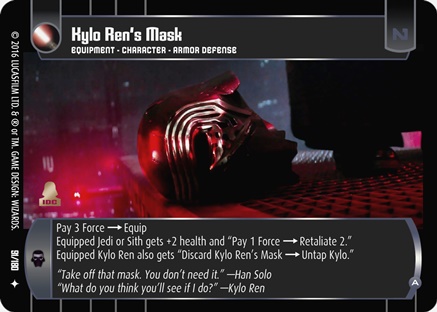 Kylo Ren's Mask
EQUIPMENT - CHARACTER - ARMOR DEFENSE
N
© 2016 LUCASFILM LTD. & ® or TM. GAME DESIGN: WIZARDS.
IDC
Pay 3 Force → Equip
Equipped Jedi or Sith gets +2 health and “Pay 1 Force → Retaliate 2.”
Equipped Kylo Ren also gets “Discard Kylo Ren's Mask → Untap Kylo.”
“Take off that mask. You don't need it.” —Han Solo
“What do you think you'll see if I do?” —Kylo Ren
A